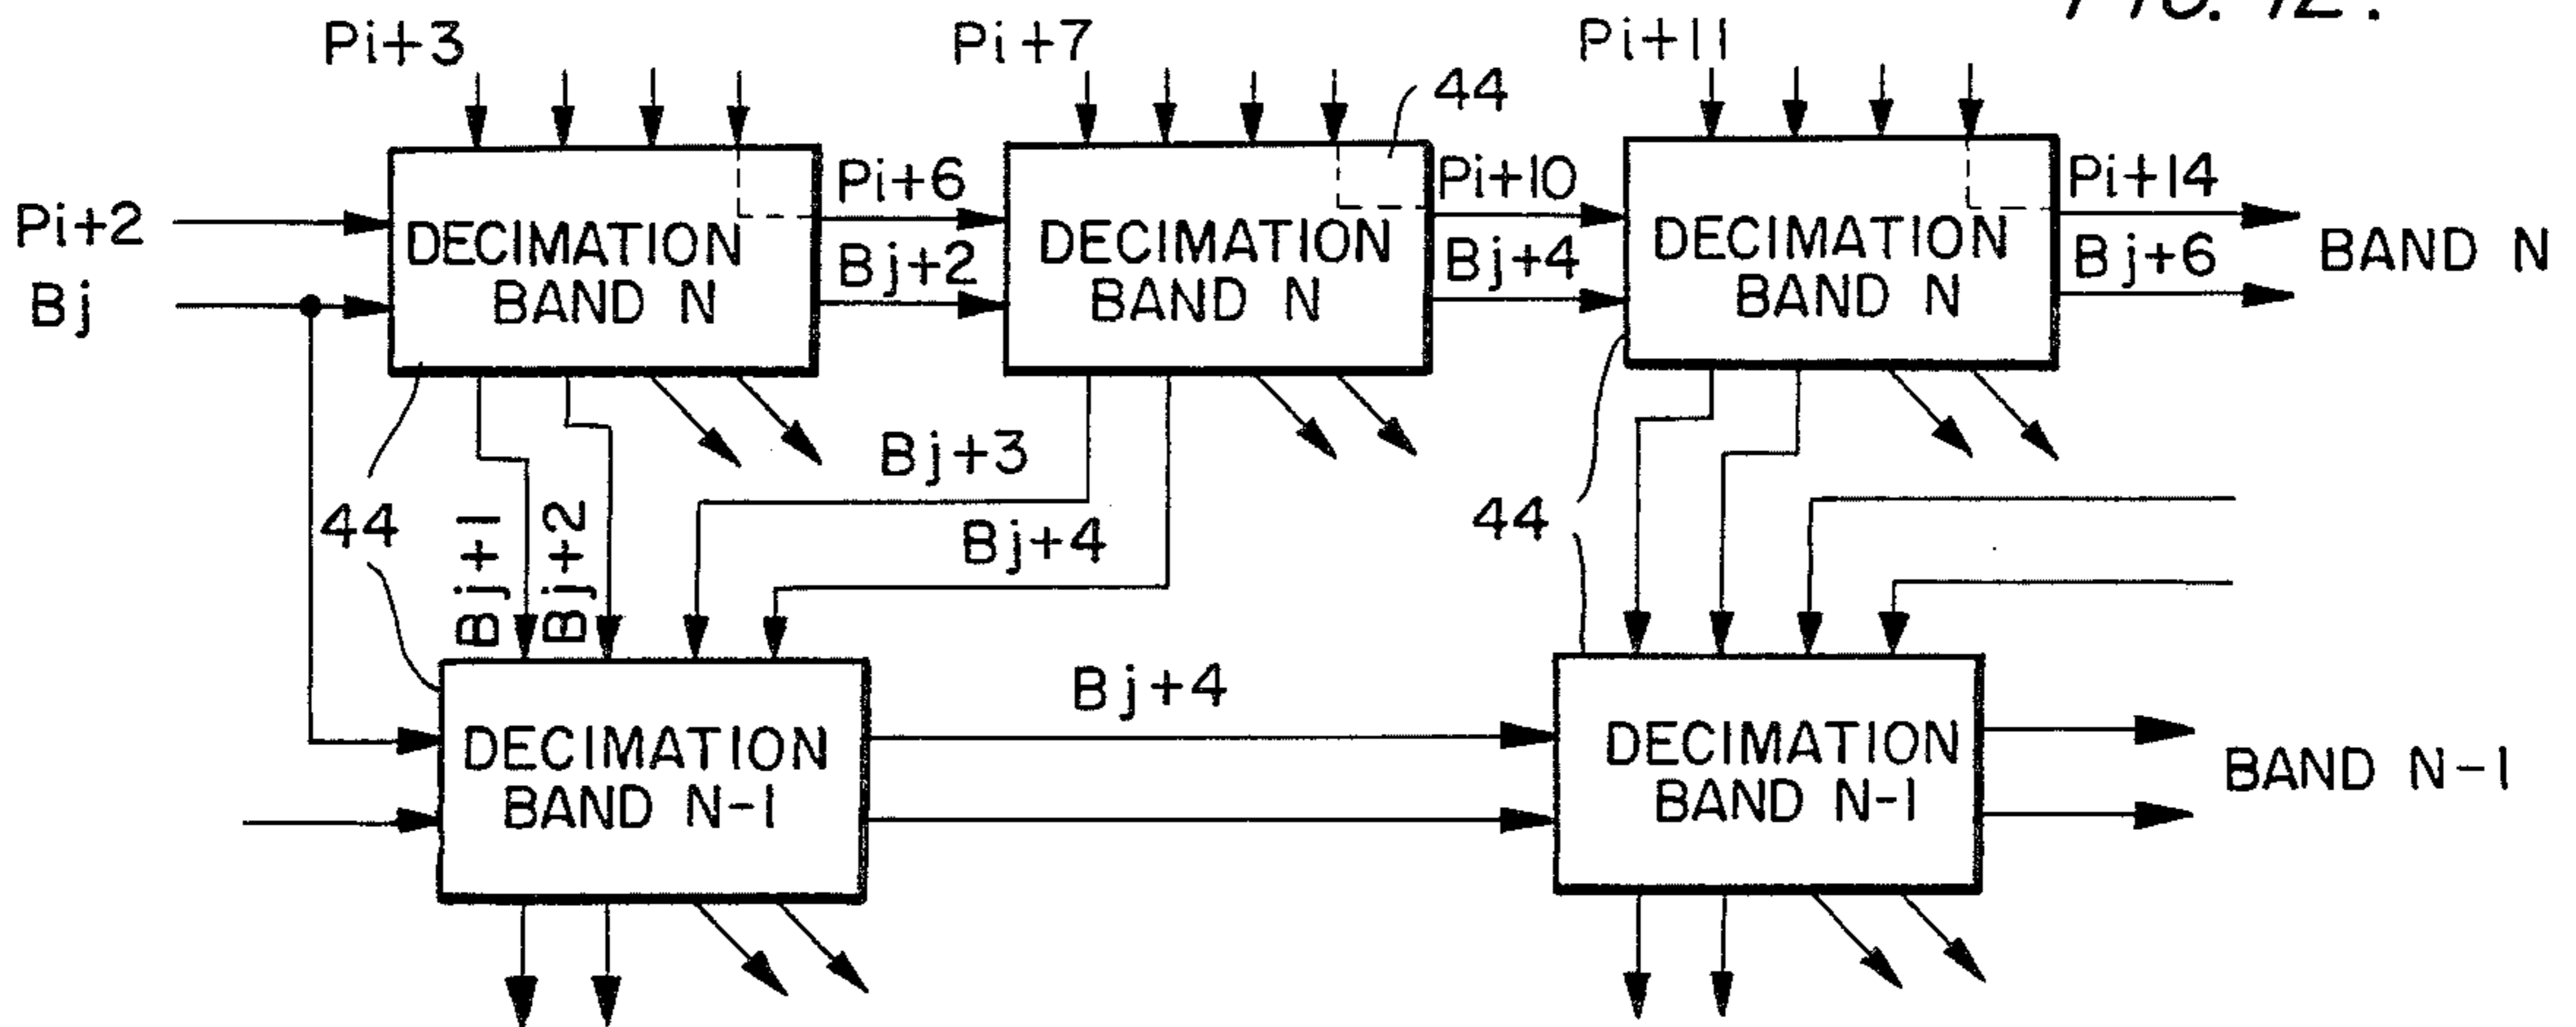 FIG. 12.
Pi+3
Pi+7
Pi+11
44
Pi+2
Bj
DECIMATION
BAND N
Pi+6
Bj+2
DECIMATION
BAND N
Pi+10
Bj+4
DECIMATION
BAND N
Pi+14
Bj+6
BAND N
44
Bj+1
Bj+2
Bj+3
Bj+4
44
DECIMATION
BAND N-1
Bj+4
DECIMATION
BAND N-1
BAND N-1